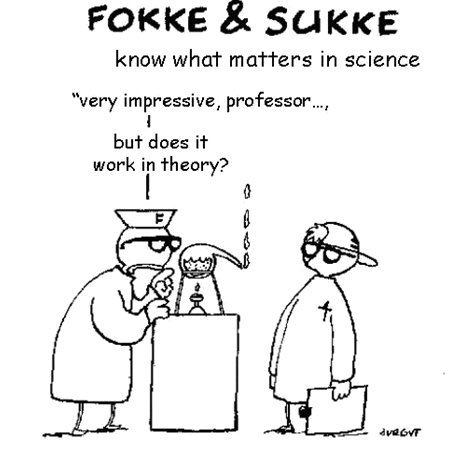 FOKKE & SUKKE
know what matters in science
"very impressive, professor...,
but does it
work in theory?
F